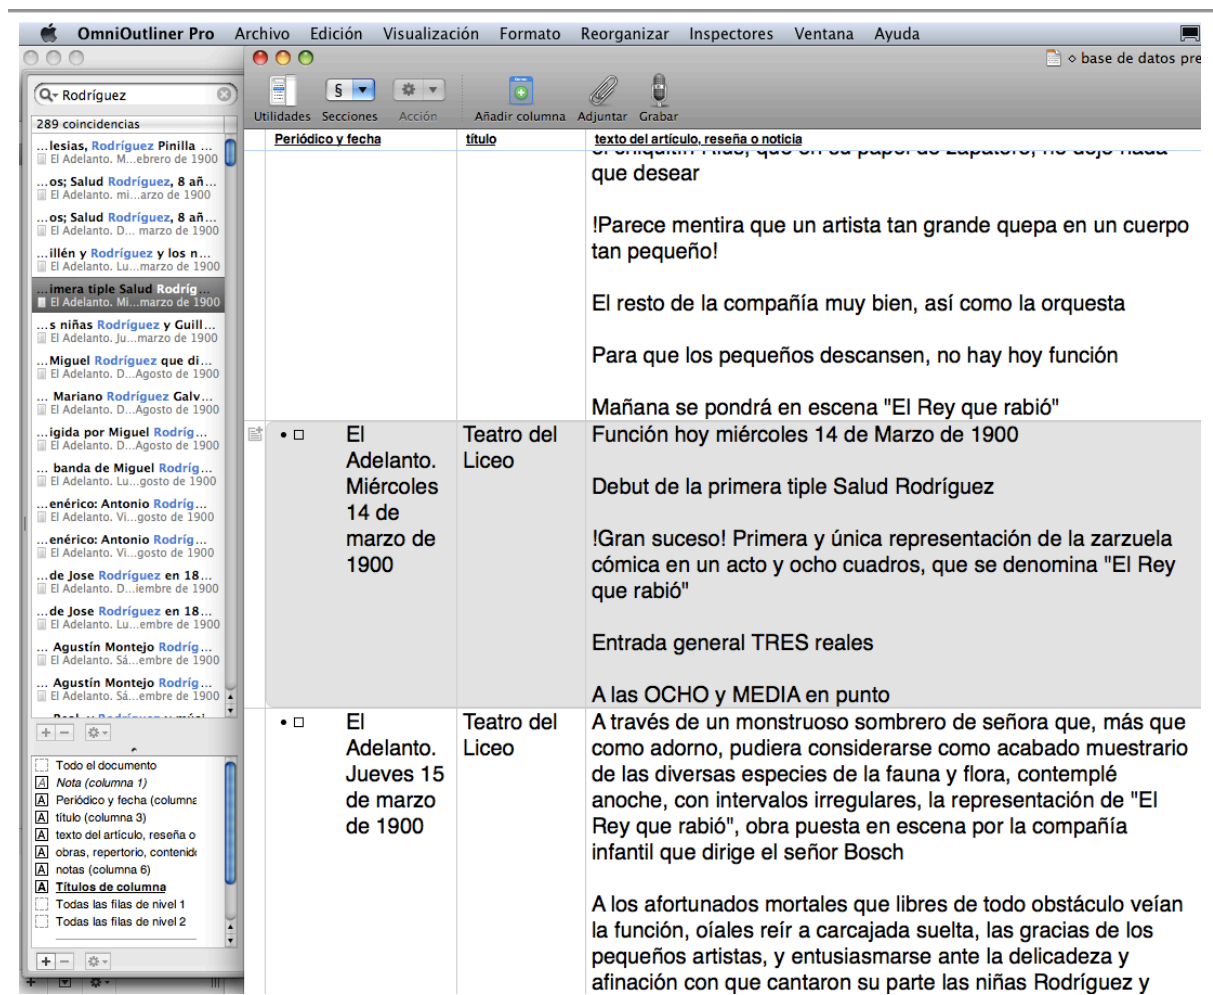 OmniOutliner Pro Archivo Edición Visualización Formato Reorganizar Inspectores Ventana Ayuda
base de datos pre
Rodríguez
289 coincidencias
...lesias, Rodríguez Pinilla ...
El Adelanto. M...ebrero de 1900
...os; Salud Rodríguez, 8 añ...
El Adelanto. mi...arzo de 1900
...os; Salud Rodríguez, 8 añ...
El Adelanto. D... marzo de 1900
...illén y Rodríguez y los n...
El Adelanto. Lu...marzo de 1900
...imera tiple Salud Rodríg...
El Adelanto. Mi...marzo de 1900
...s niñas Rodríguez y Guill...
El Adelanto. Ju...marzo de 1900
...Miguel Rodríguez que di...
El Adelanto. D...Agosto de 1900
... Mariano Rodríguez Galv...
El Adelanto. D...Agosto de 1900
...igida por Miguel Rodríg...
El Adelanto. D...Agosto de 1900
... banda de Miguel Rodríg...
El Adelanto. Lu...gosto de 1900
...enérico: Antonio Rodríg...
El Adelanto. Vi...gosto de 1900
...enérico: Antonio Rodríg...
El Adelanto. Vi...gosto de 1900
...de Jose Rodríguez en 18...
El Adelanto. D...iembre de 1900
...de Jose Rodríguez en 18...
El Adelanto. Lu...embre de 1900
... Agustín Montejo Rodríg...
El Adelanto. Sá...embre de 1900
... Agustín Montejo Rodríg...
El Adelanto. Sá...embre de 1900
Todo el documento
Nota (columna 1)
Periódico y fecha (columna
título (columna 3)
texto del artículo, reseña o
obras, repertorio, contenido
notas (columna 6)
Títulos de columna
Todas las filas de nivel 1
Todas las filas de nivel 2
Utilidades Secciones Acción Añadir columna Adjuntar Grabar
Periódico y fecha título texto del artículo, reseña o noticia
que desear
!Parece mentira que un artista tan grande quepa en un cuerpo
tan pequeño!
El resto de la compañía muy bien, así como la orquesta
Para que los pequeños descansen, no hay hoy función
Mañana se pondrá en escena "El Rey que rabió"
El
Adelanto.
Miércoles
14 de
marzo de
1900
Teatro del
Liceo
Función hoy miércoles 14 de Marzo de 1900
Debut de la primera tiple Salud Rodríguez
!Gran suceso! Primera y única representación de la zarzuela
cómica en un acto y ocho cuadros, que se denomina "El Rey
que rabió"
Entrada general TRES reales
A las OCHO y MEDIA en punto
El
Adelanto.
Jueves 15
de marzo
de 1900
Teatro del
Liceo
A través de un monstruoso sombrero de señora que, más que
como adorno, pudiera considerarse como acabado muestrario
de las diversas especies de la fauna y flora, contemplé
anoche, con intervalos irregulares, la representación de "El
Rey que rabió", obra puesta en escena por la compañía
infantil que dirige el señor Bosch
A los afortunados mortales que libres de todo obstáculo veían
la función, oíales reír a carcajada suelta, las gracias de los
pequeños artistas, y entusiasmarse ante la delicadeza y
afinación con que cantaron su parte las niñas Rodríguez y